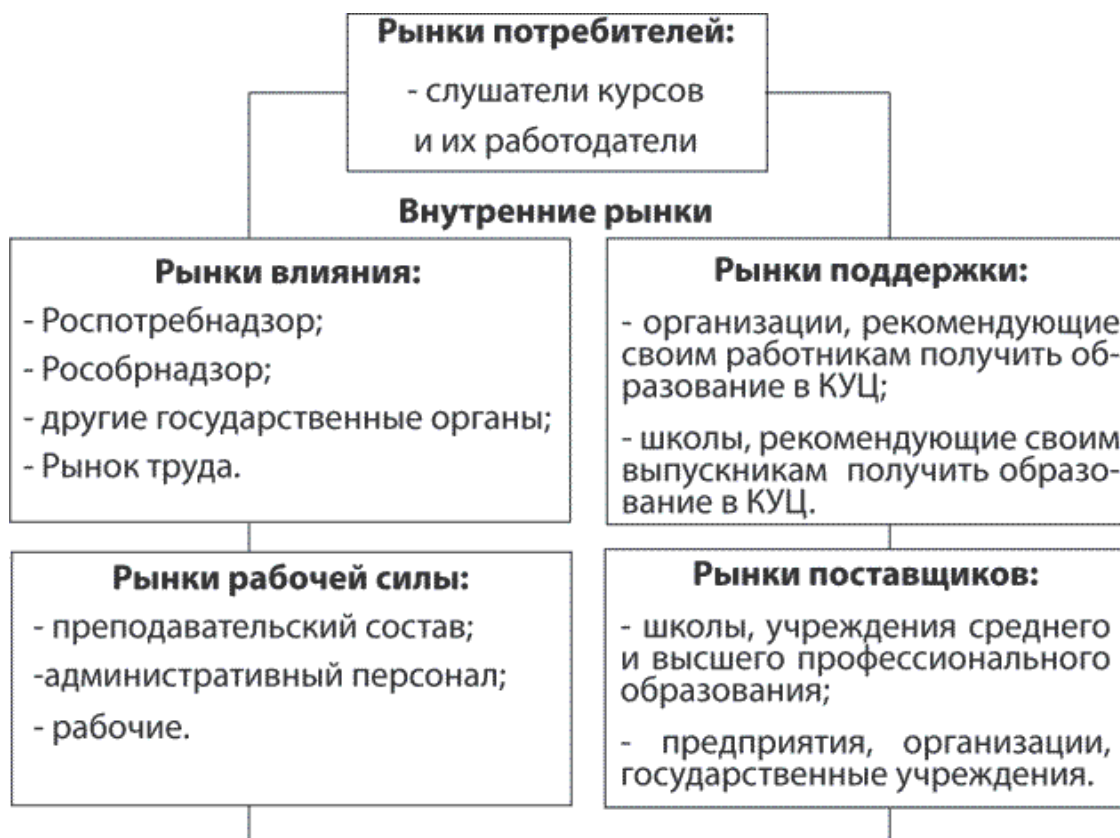 Рынки потребителей:
- слушатели курсов
и их работодатели
Внутренние рынки
Рынки влияния:
- Роспотребнадзор;
- Рособрнадзор;
- другие государственные органы;
- Рынок труда.
Рынки поддержки:
- организации, рекомендующие
своим работникам получить об-
разование в КУЦ;
- школы, рекомендующие своим
выпускникам получить образо-
вание в КУЦ.
Рынки рабочей силы:
- преподавательский состав;
-административный персонал;
- рабочие.
Рынки поставщиков:
- школы, учреждения среднего
и высшего профессионального
образования;
- предприятия, организации,
государственные учреждения.